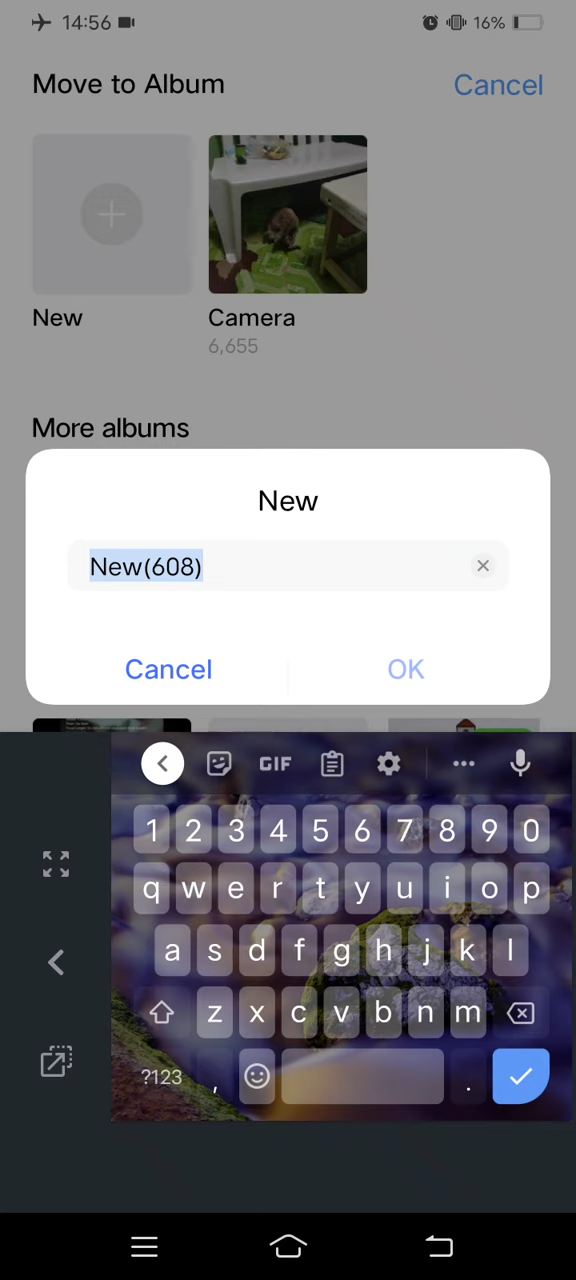 14:56 16%
Move to Album Cancel
New Camera
6,655
More albums
New
New(608)
Cancel OK
GIF
1 2 3 4 5 6 7 8 9 0
q w e r t y u i o p
a s d f g h j k l
z x c v b n m
?123 , .